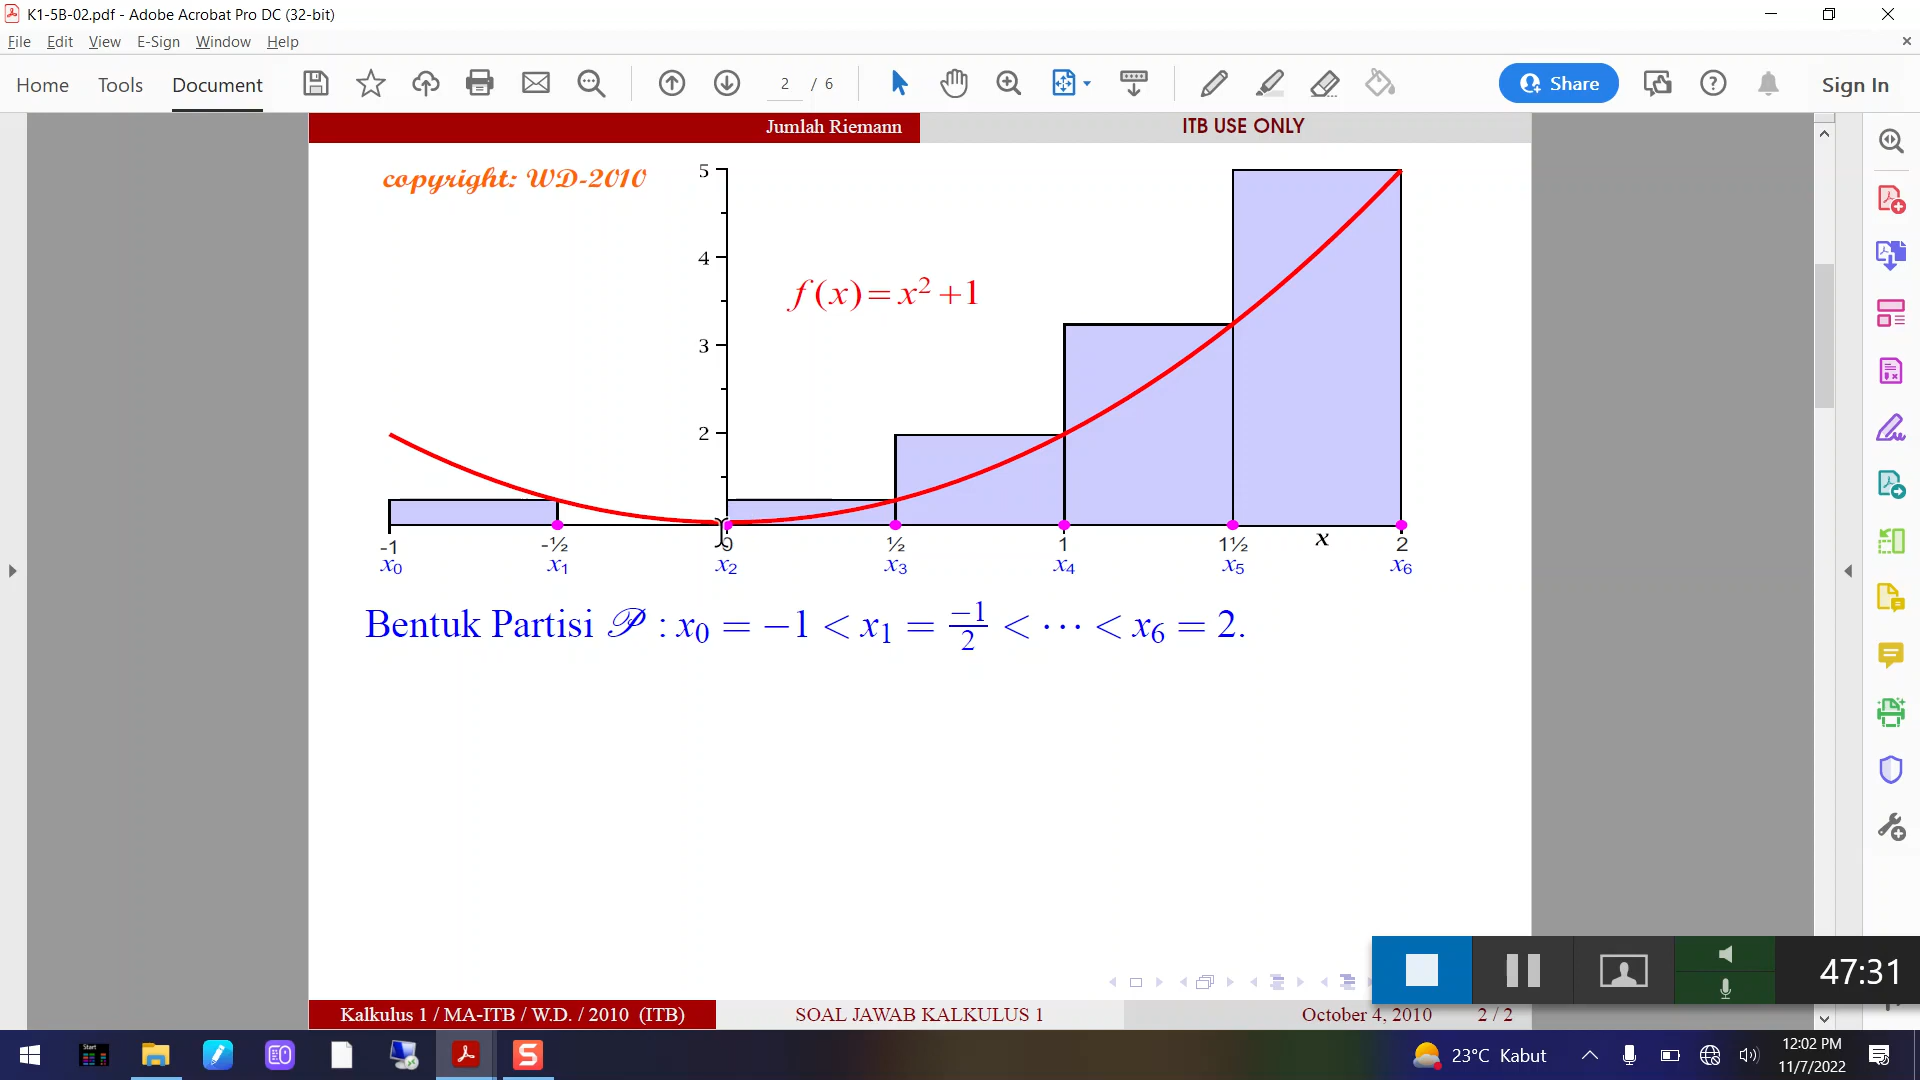 K1-5B-02.pdf - Adobe Acrobat Pro DC (32-bit)
File Edit View E-Sign Window Help
Home Tools Document 2 / 6 Share Sign In
Jumlah Riemann ITB USE ONLY
copyright: WD-2010
5
4
f(x)=x²+1
3
2
-1 -½ 0 ½ 1 1½ x 2
x₀ x₁ x₂ x₃ x₄ x₅ x₆
Bentuk Partisi 𝒫 : x₀ = −1 < x₁ = −1/2 < ⋯ < x₆ = 2.
47:31
Kalkulus 1 / MA-ITB / W.D. / 2010 (ITB) SOAL JAWAB KALKULUS 1 October 4, 2010 2 / 2
Start
23°C Kabut
12:02 PM
11/7/2022